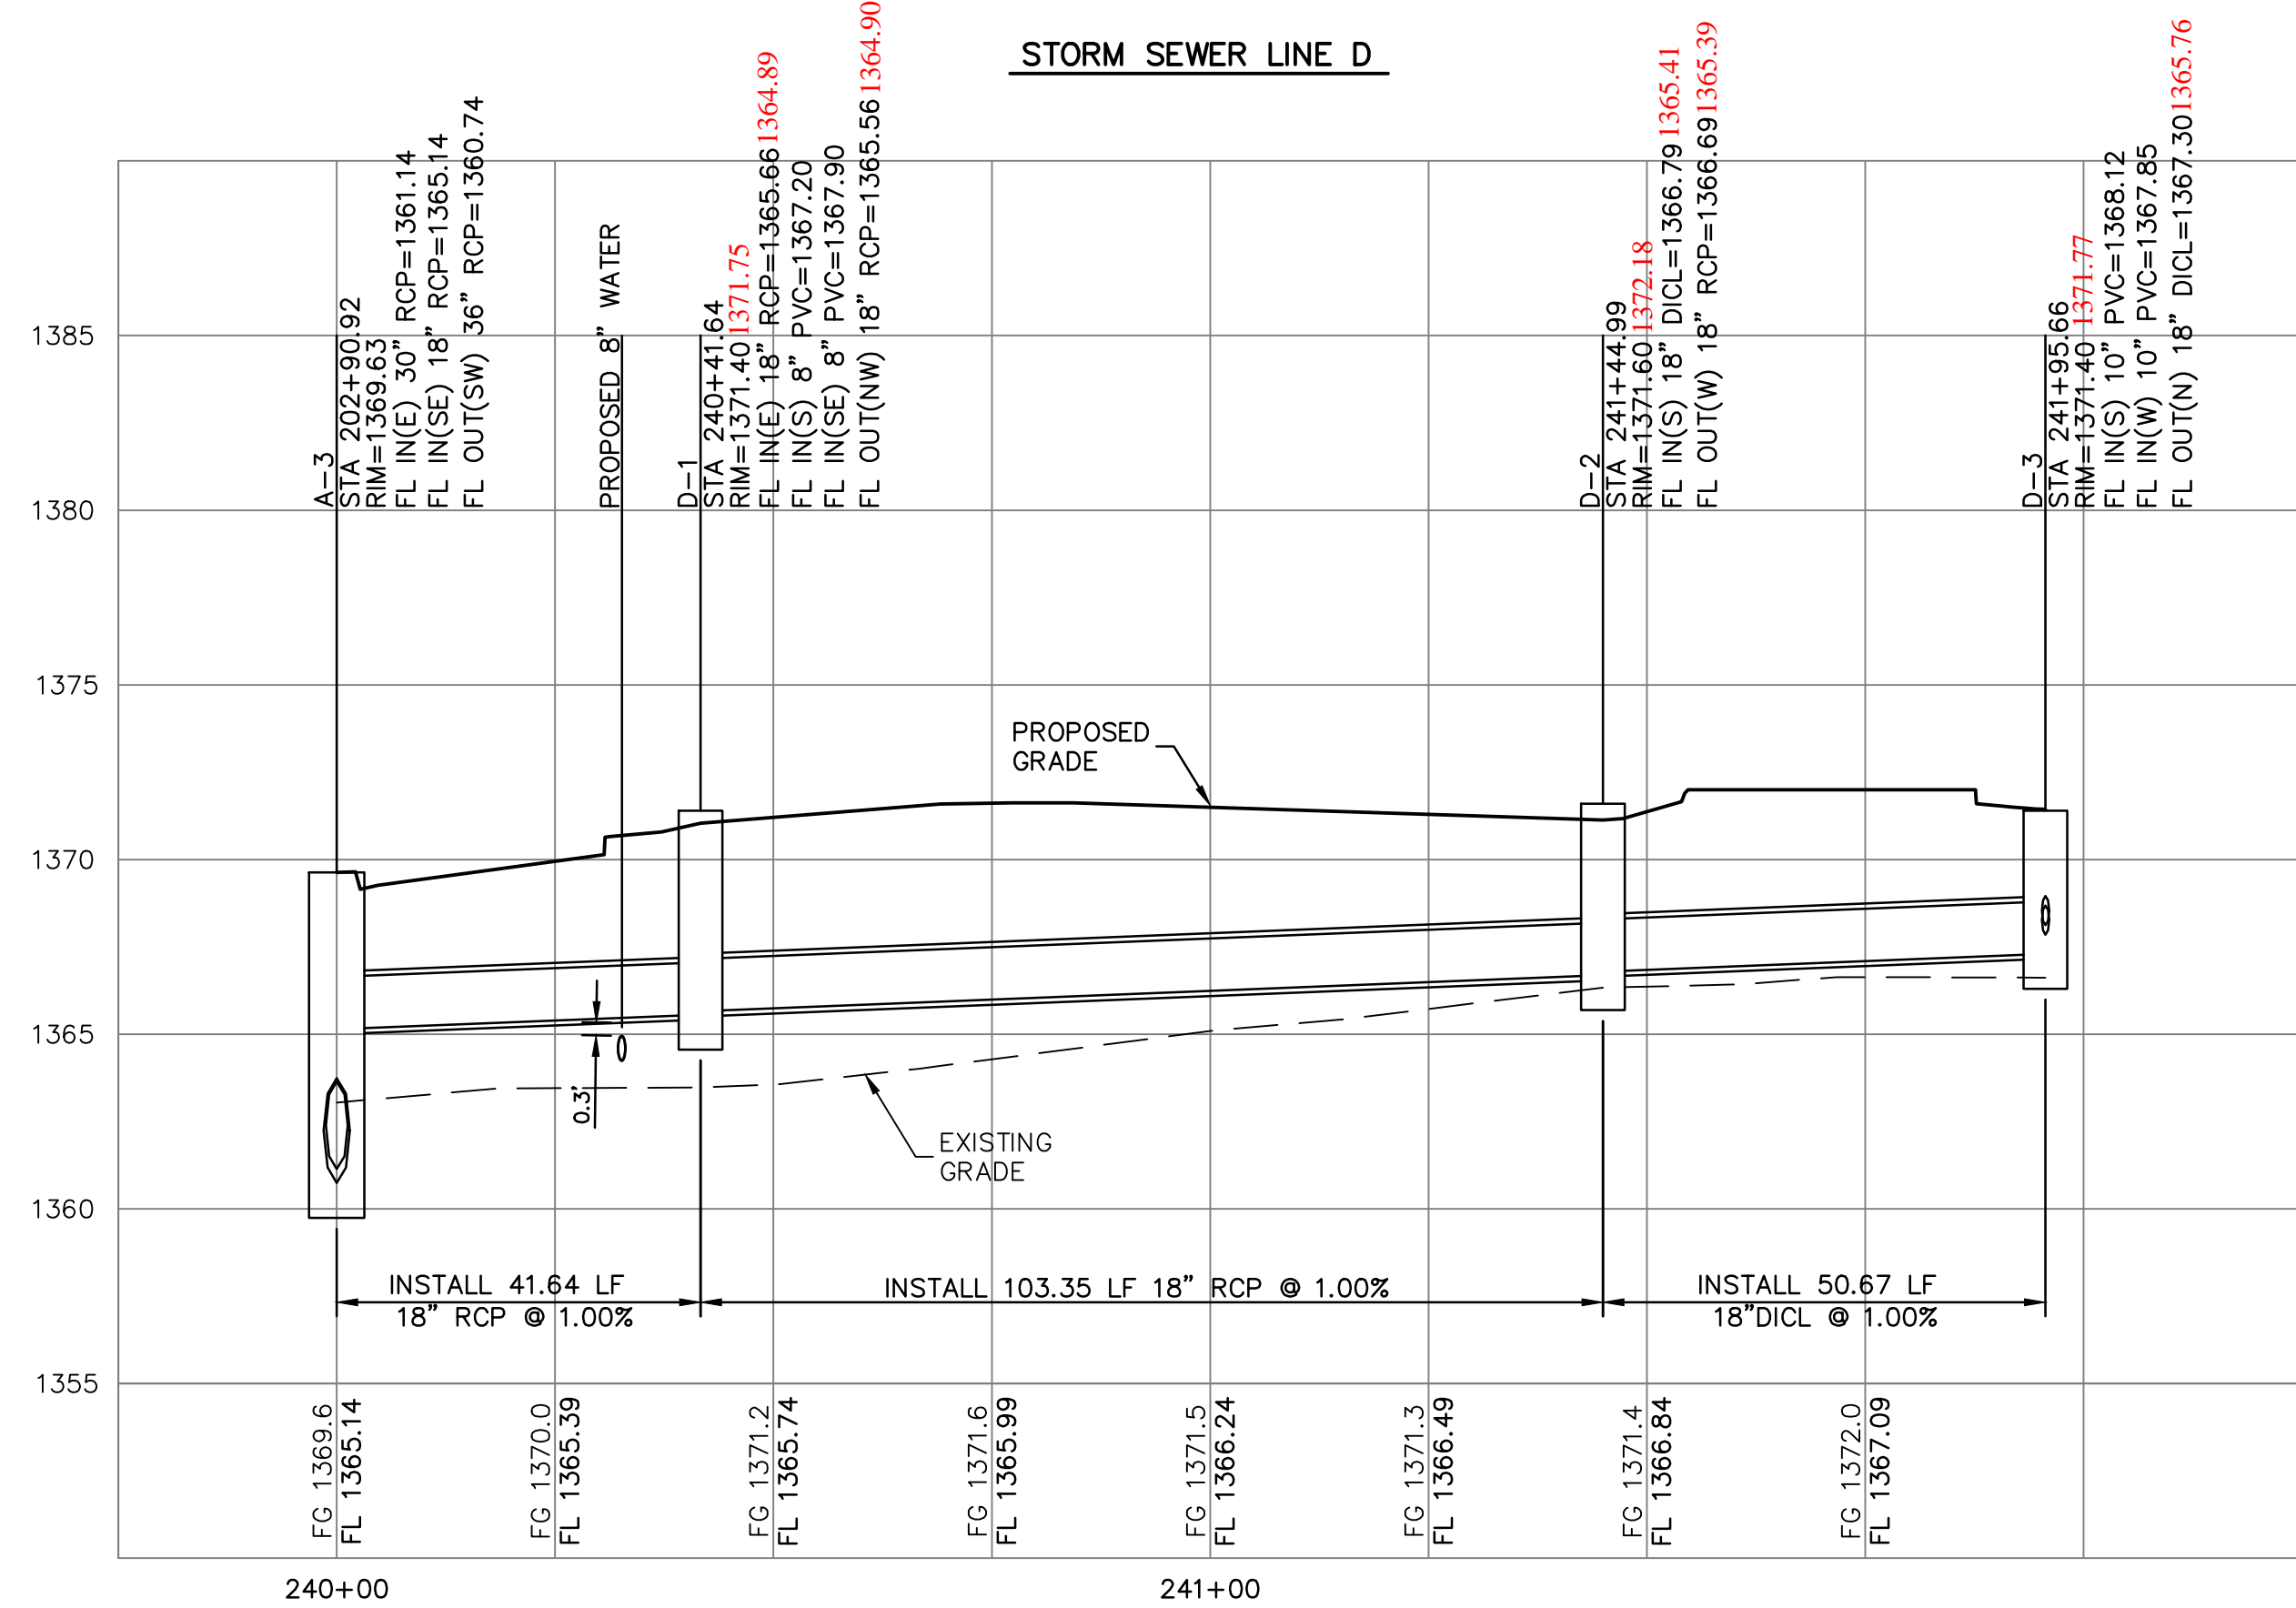 STORM SEWER LINE D
A-3
STA 202+90.92
RIM=1369.63
FL IN(E) 30" RCP=1361.14
FL IN(SE) 18" RCP=1365.14
FL OUT(SW) 36" RCP=1360.74
PROPOSED 8" WATER
D-1
STA 240+41.64
RIM=1371.40 1371.75
FL IN(E) 18" RCP=1365.66 1364.89
FL IN(S) 8" PVC=1367.20
FL IN(SE) 8" PVC=1367.90
FL OUT(NW) 18" RCP=1365.56 1364.90
D-2
STA 241+44.99
RIM=1371.60 1372.18
FL IN(S) 18" DICL=1366.79 1365.41
FL OUT(W) 18" RCP=1366.69 1365.39
D-3
STA 241+95.66
RIM=1371.40 1371.77
FL IN(S) 10" PVC=1368.12
FL IN(W) 10" PVC=1367.85
FL OUT(N) 18" DICL=1367.30 1365.76
1385
1380
1375
1370
1365
1360
1355
PROPOSED
GRADE
0.3'
EXISTING
GRADE
INSTALL 41.64 LF
18" RCP @ 1.00%
INSTALL 103.35 LF 18" RCP @ 1.00%
INSTALL 50.67 LF
18"DICL @ 1.00%
FG 1369.6
FL 1365.14
FG 1370.0
FL 1365.39
FG 1371.2
FL 1365.74
FG 1371.6
FL 1365.99
FG 1371.5
FL 1366.24
FG 1371.3
FL 1366.49
FG 1371.4
FL 1366.84
FG 1372.0
FL 1367.09
240+00
241+00